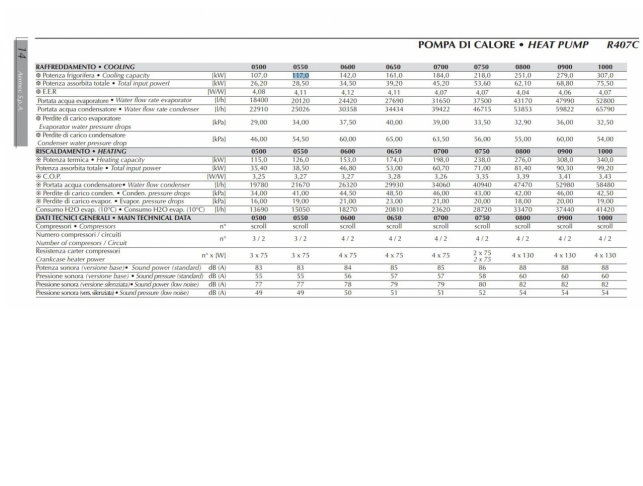 POMPA DI CALORE • HEAT PUMP R407C
14
Aermec S.p.A.
RAFFREDDAMENTO • COOLING 0500 0550 0600 0650 0700 0750 0800 0900 1000
Potenza frigorifera • Cooling capacity [kW] 107,0 117,0 142,0 161,0 184,0 218,0 251,0 279,0 307,0
Potenza assorbita totale • Total input powerl [kW] 26,20 28,50 34,50 39,20 45,20 53,60 62,10 68,80 75,50
E.E.R [W/W] 4,08 4,11 4,12 4,11 4,07 4,07 4,04 4,06 4,07
Portata acqua evaporatore • Water flow rate evaporator [l/h] 18400 20120 24420 27690 31650 37500 43170 47990 52800
Portata acqua condensatore • Water flow rate condenser [l/h] 22910 25026 30358 34434 39422 46715 53853 59822 65790
Perdite di carico evaporatore
Evaporator water pressure drops [kPa] 29,00 34,00 37,50 40,00 39,00 33,50 32,90 36,00 32,50
Perdite di carico condensatore
Condenser water pressure drop [kPa] 46,00 54,50 60,00 65,00 63,50 56,00 55,00 60,00 54,00
RISCALDAMENTO • HEATING 0500 0550 0600 0650 0700 0750 0800 0900 1000
Potenza termica • Heating capacity [kW] 115,0 126,0 153,0 174,0 198,0 238,0 276,0 308,0 340,0
Potenza assorbita totale • Total input power [kW] 35,40 38,50 46,80 53,00 60,70 71,00 81,40 90,30 99,20
C.O.P. [W/W] 3,25 3,27 3,27 3,28 3,26 3,35 3,39 3,41 3,43
Portata acqua condensatore• Water flow condenser [l/h] 19780 21670 26320 29930 34060 40940 47470 52980 58480
Perdite di carico conden. • Conden. pressure drops [kPa] 34,00 41,00 44,50 48,50 46,00 43,00 42,00 46,00 42.50
Perdite di carico evapor. • Evapor. pressure drops [kPa] 16,00 19,00 21,00 23,00 21,00 20,00 18,00 20,00 19,00
Consumo H2O evap. (10°C) • Consumo H2O evap. (10°C) [l/h] 13690 15050 18270 20810 23620 28720 33470 37440 41420
DATI TECNICI GENERALI • MAIN TECHNICAL DATA 0500 0550 0600 0650 0700 0750 0800 0900 1000
Compressori • Compressors n° scroll scroll scroll scroll scroll scroll scroll scroll scroll
Numero compressori / circuiti
Number of compressors / Circuit n° 3 / 2 3 / 2 4 / 2 4 / 2 4 / 2 4 / 2 4 / 2 4 / 2 4 / 2
Resistenza carter compressori
Crankcase heater power n° x [W] 3 x 75 3 x 75 4 x 75 4 x 75 4 x 75 2 x 75 2 x 75 4 x 130 4 x 130 4 x 130
Potenza sonora (versione base)• Sound power (standard) dB (A) 83 83 84 85 85 86 88 88 88
Pressione sonora (versione base) • Sound pressure (standard) dB (A) 55 55 56 57 57 58 60 60 60
Pressione sonora (versione silenziata)• Sound power (low noise) dB (A) 77 77 78 79 79 80 82 82 82
Pressione sonora (vers. silenziata) • Sound pressure (low noise) dB (A) 49 49 50 51 51 52 54 54 54